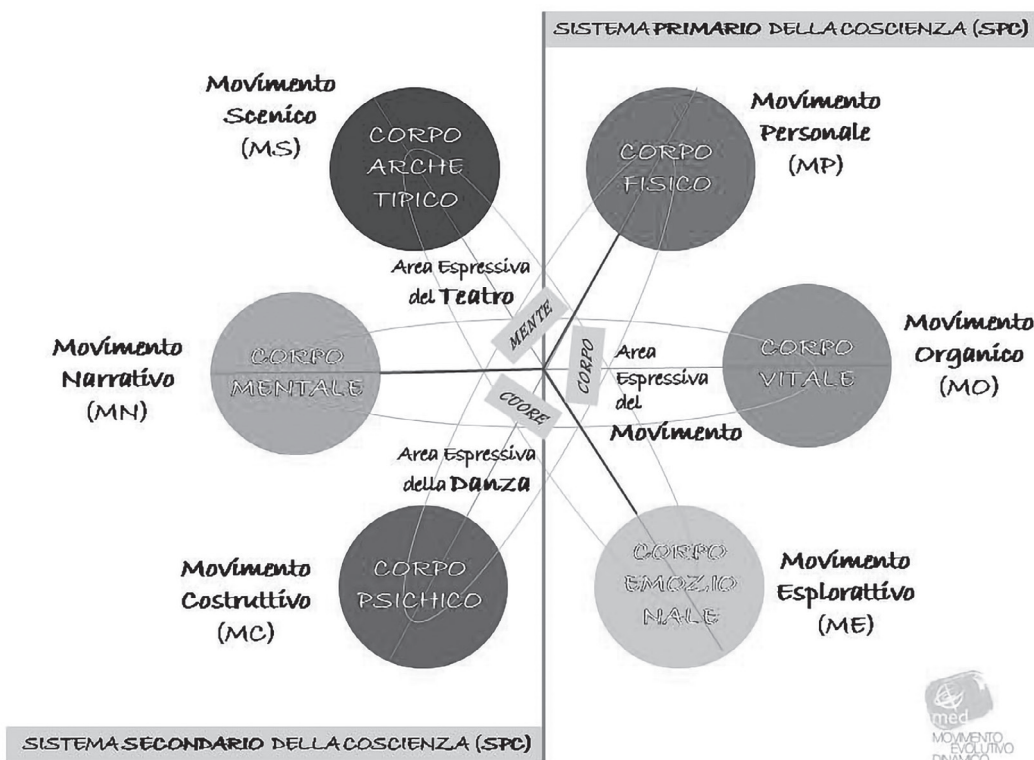 SISTEMA PRIMARIO DELLA COSCIENZA (SPC)
Movimento
Scenico
(MS)
CORPO
ARCHE
TIPICO
CORPO
FISICO
Movimento
Personale
(MP)
Area Espressiva
del Teatro
MENTE
Movimento
Narrativo
(MN)
CORPO
MENTALE
CORPO
Area
Espressiva
del
Movimento
CORPO
VITALE
Movimento
Organico
(MO)
CUORE
Area Espressiva
della Danza
Movimento
Costruttivo
(MC)
CORPO
PSICHICO
CORPO
EMOZIO
NALE
Movimento
Esplorattivo
(ME)
SISTEMA SECONDARIO DELLA COSCIENZA (SPC)
med
MOVIMENTO
EVOLUTIVO
DINAMICO